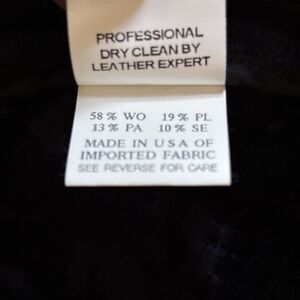 PROFESSIONAL
DRY CLEAN BY
LEATHER EXPERT
58% WO 19% PL
13% PA 10% SE
MADE IN USA OF
IMPORTED FABRIC
SEE REVERSE FOR CARE